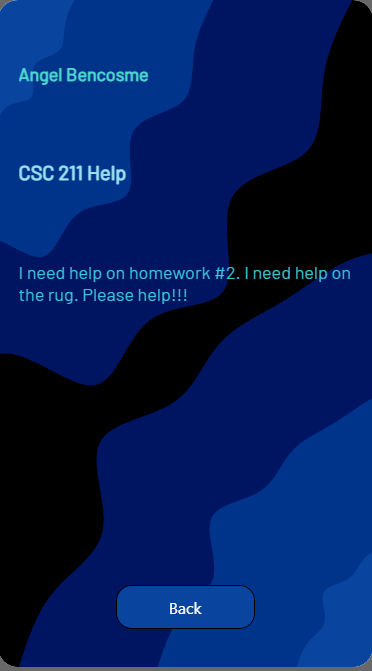 Angel Bencosme
CSC 211 Help
I need help on homework #2. I need help on
the rug. Please help!!!
Back